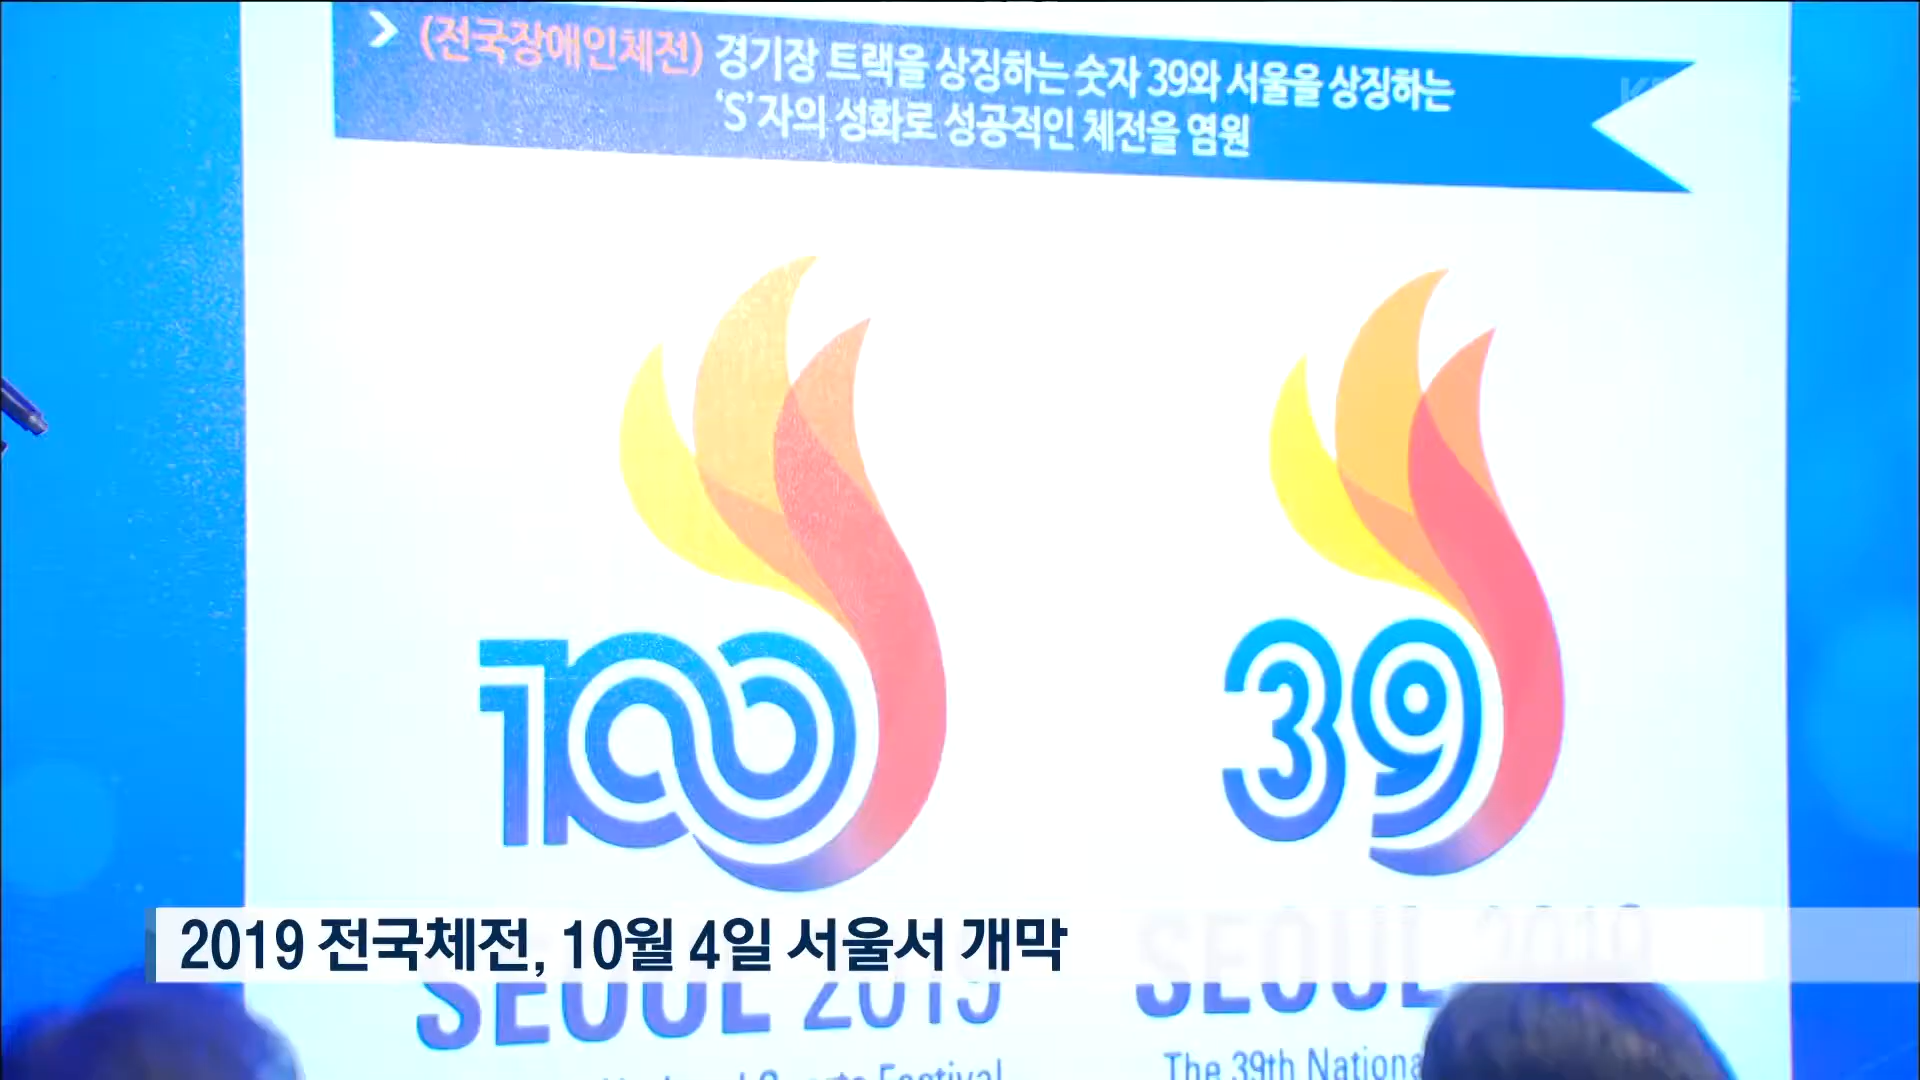 (전국장애인체전) 경기장 트랙을 상징하는 숫자 39와 서울을 상징하는
‘S’자의 성화로 성공적인 체전을 염원
100
39
2019 전국체전, 10월 4일 서울서 개막
SEOUL 2019
SEOUL 2019
Festival
The 39th